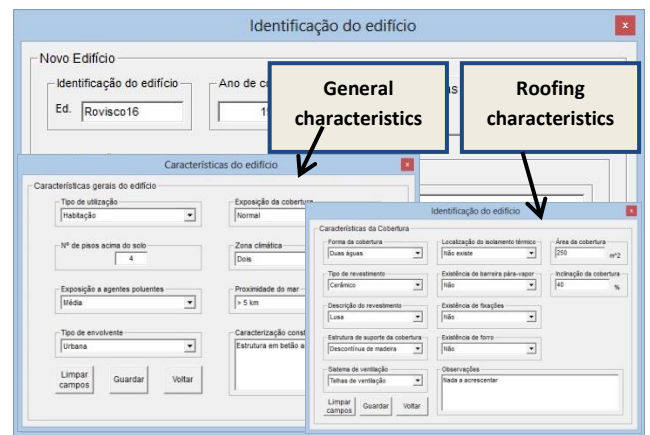 Identificação do edifício
x
Novo Edifício
Identificação do edifício
Ano de c
Ed.
Rovisco16
General
characteristics
Roofing
characteristics
Características do edifício
x
Características gerais do edifício
Tipo de utilização
Habitação
Exposição da cobertura
Normal
Nº de pisos acima do solo
4
Zona climática
Dois
Exposição a agentes poluentes
Média
Proximidade do mar
> 5 km
Tipo de envolvente
Urbana
Caracterização const
Estrutura em betão a
Limpar
campos
Guardar
Voltar
Identificação do edifício
x
Características da Cobertura
Forma da cobertura
Duas águas
Localização do isolamento térmico
Não existe
Área da cobertura
250
m^2
Tipo de revestimento
Cerâmico
Existência de barreira pára-vapor
Não
Inclinação da cobertura
40
%
Descrição do revestimento
Lusa
Existência de fixações
Não
Estrutura de suporte da cobertura
Descontínua de madeira
Existência de forro
Não
Sistema de ventilação
Telhas de ventilação
Observações
Nada a acrescentar
Limpar
campos
Guardar
Voltar